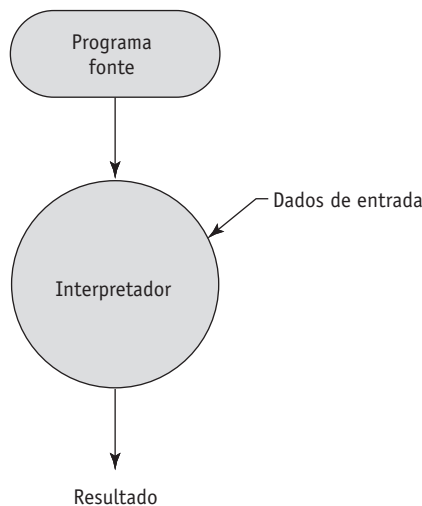 Programa
fonte
Dados de entrada
Interpretador
Resultado